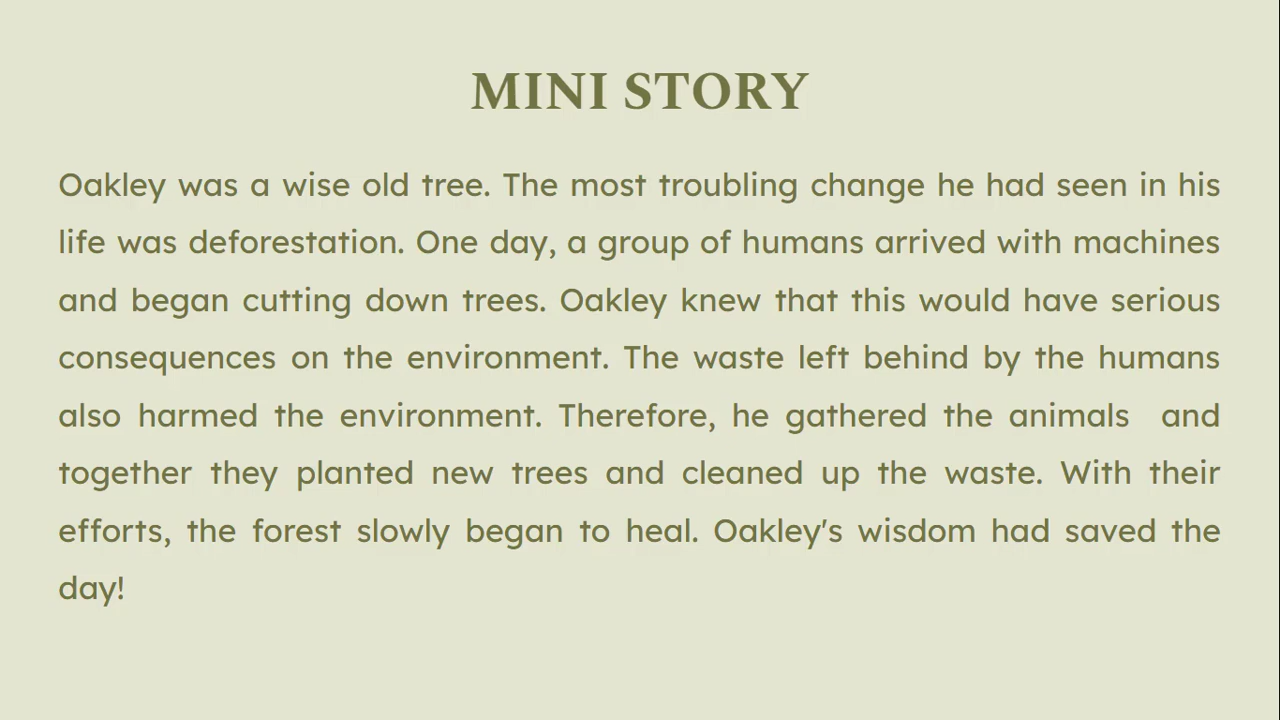 MINI STORY
Oakley was a wise old tree. The most troubling change he had seen in his
life was deforestation. One day, a group of humans arrived with machines
and began cutting down trees. Oakley knew that this would have serious
consequences on the environment. The waste left behind by the humans
also harmed the environment. Therefore, he gathered the animals  and
together they planted new trees and cleaned up the waste. With their
efforts, the forest slowly began to heal. Oakley's wisdom had saved the
day!